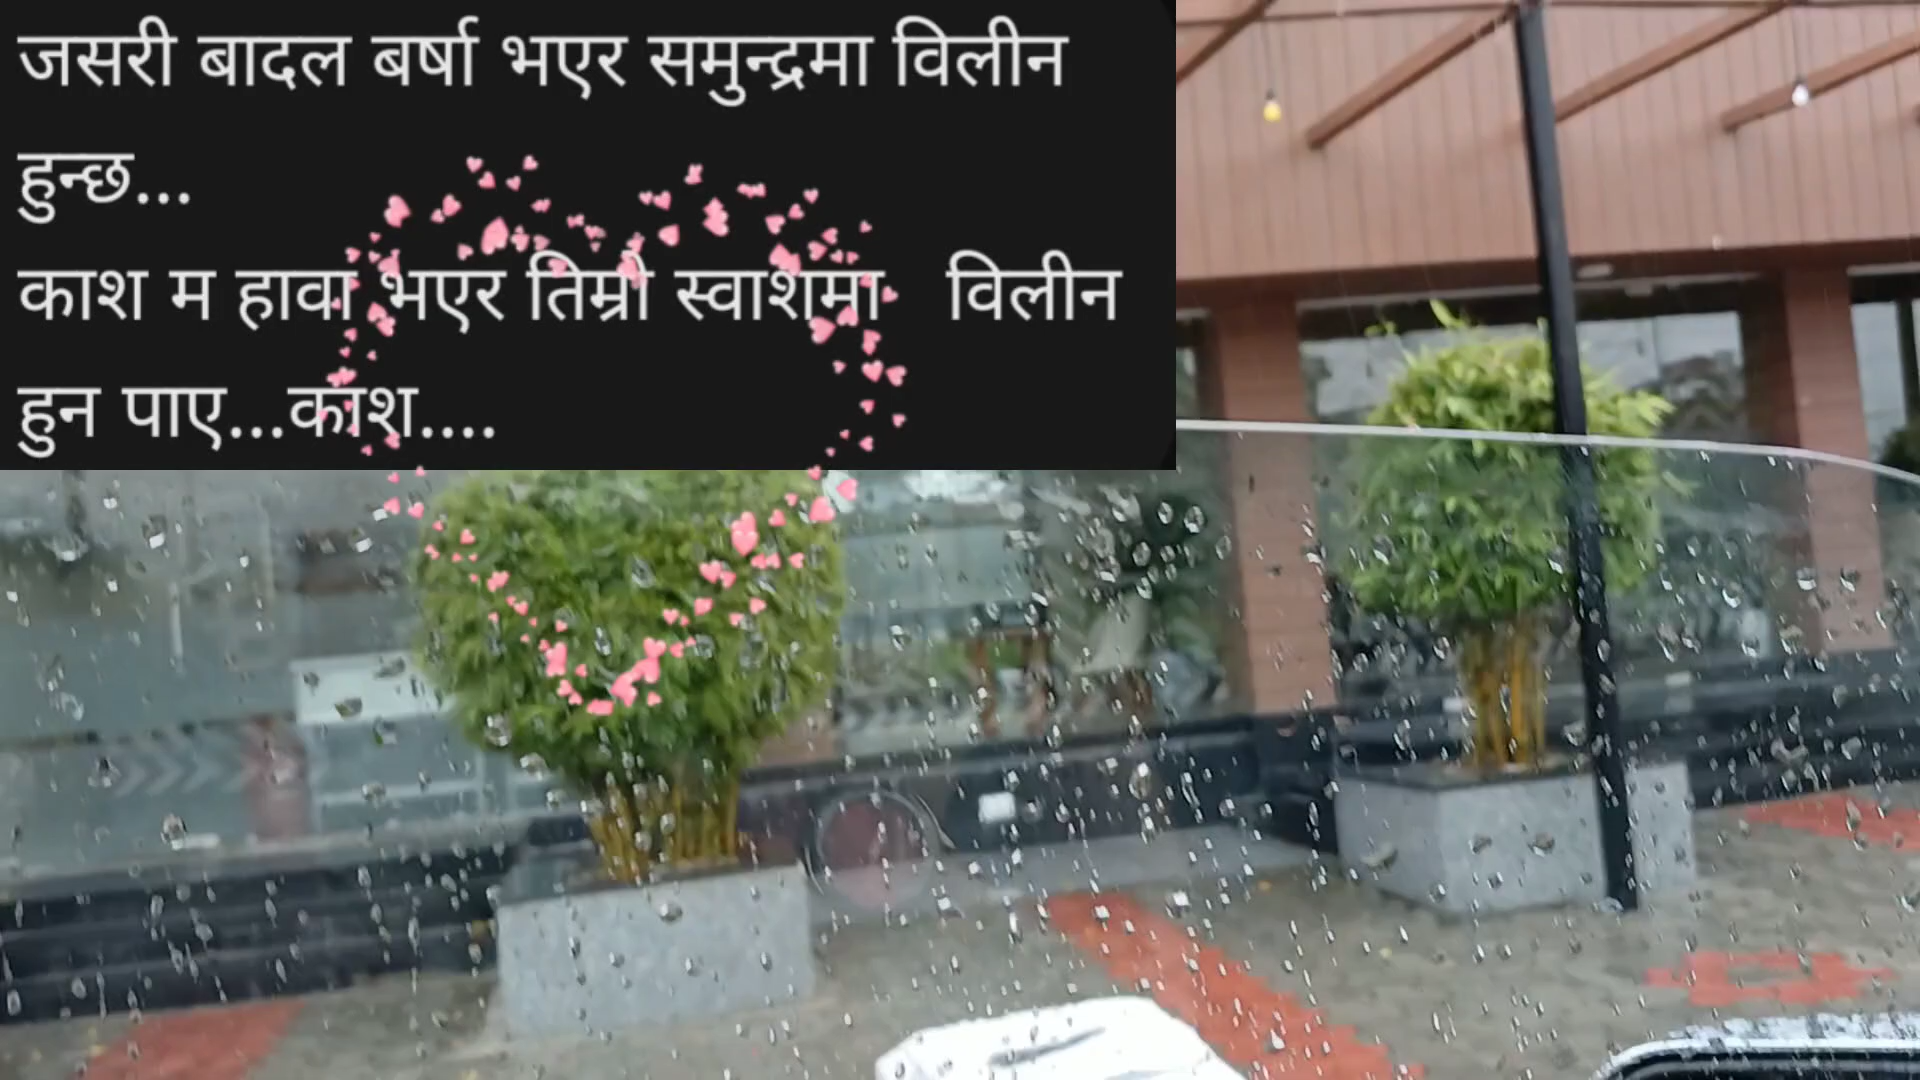 जसरी बादल बर्षा भएर समुन्द्रमा विलीन
हुन्छ...
काश म हावा भएर तिम्रो स्वाशमा विलीन
हुन पाए...काश....